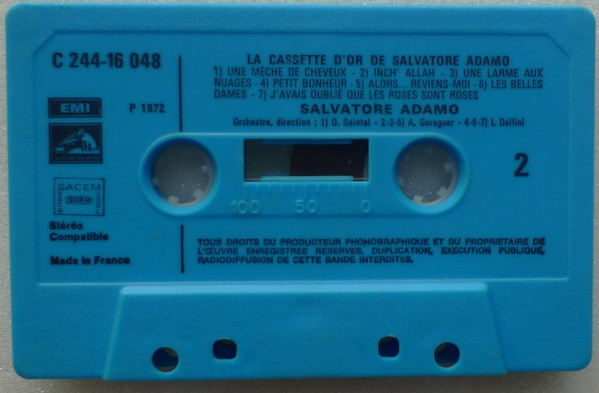 C 244-16 048
LA CASSETTE D'OR DE SALVATORE ADAMO
1) UNE MÈCHE DE CHEVEUX - 2) INCH' ALLAH - 3) UNE LARME AUX
NUAGES - 4) PETIT BONHEUR - 5) ALORS... REVIENS-MOI - 6) LES BELLES
DAMES - 7) J'AVAIS OUBLIÉ QUE LES ROSES SONT ROSES
SALVATORE ADAMO
Orchestre, direction : 1) O. Saintal - 2-3-5) A. Goraguer - 4-6-7) I. Delfini
EMI
P 1972
SACEM
SDRM
Stéréo
Compatible
Made in France
2
100 50 0
TOUS DROITS DU PRODUCTEUR PHONOGRAPHIQUE ET DU PROPRIETAIRE DE
L'ŒUVRE ENREGISTREE RESERVES. DUPLICATION, EXECUTION PUBLIQUE,
RADIODIFFUSION DE CETTE BANDE INTERDITES.